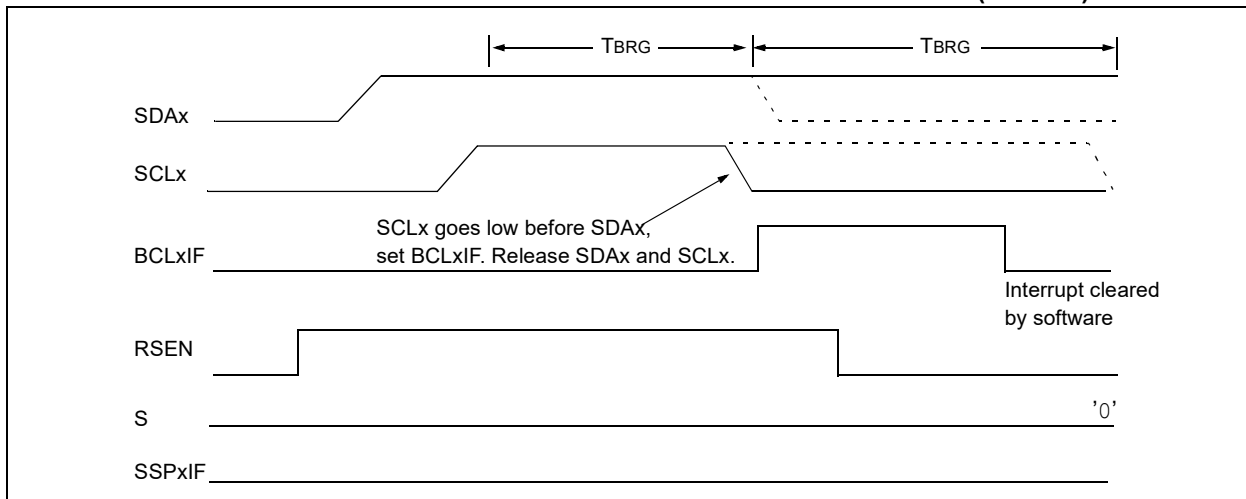 TBRG TBRG
SDAx
SCLx
SCLx goes low before SDAx,
set BCLxIF. Release SDAx and SCLx.
BCLxIF
Interrupt cleared
by software
RSEN
S '0'
SSPxIF